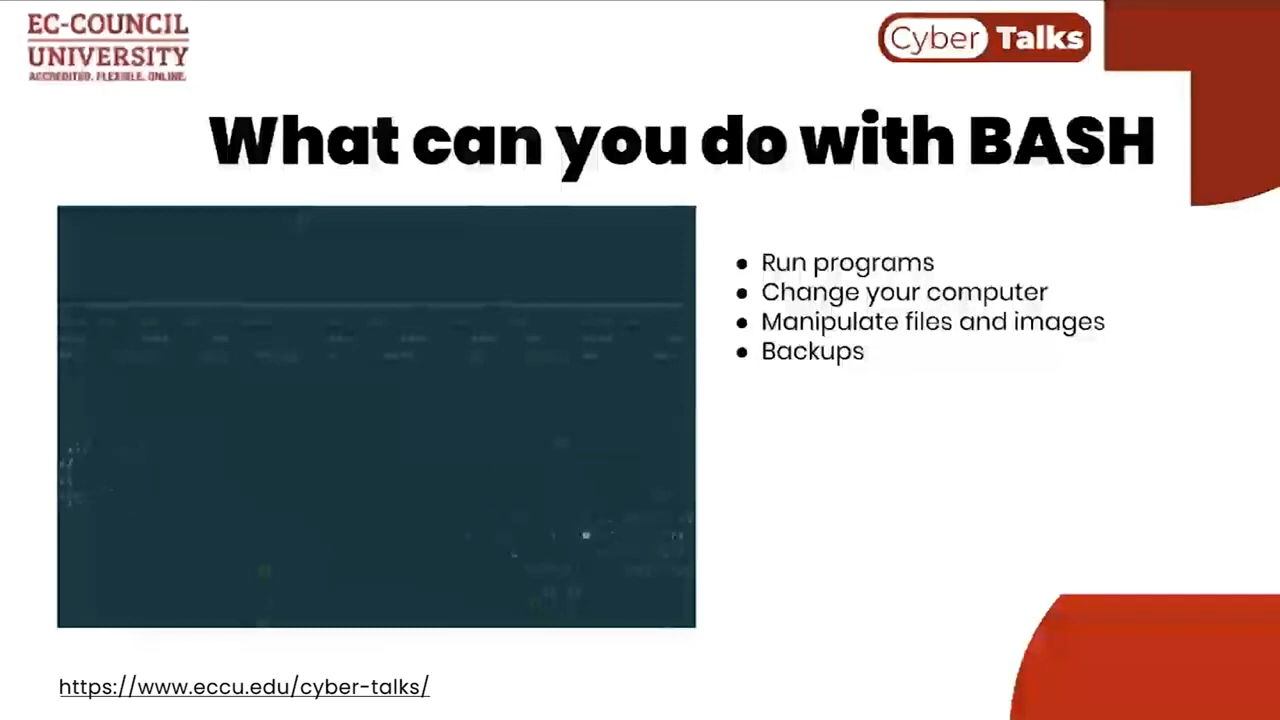 EC-COUNCIL
UNIVERSITY
ACCREDITED. FLEXIBLE. ONLINE.
Cyber Talks
What can you do with BASH
● Run programs
● Change your computer
● Manipulate files and images
● Backups
https://www.eccu.edu/cyber-talks/